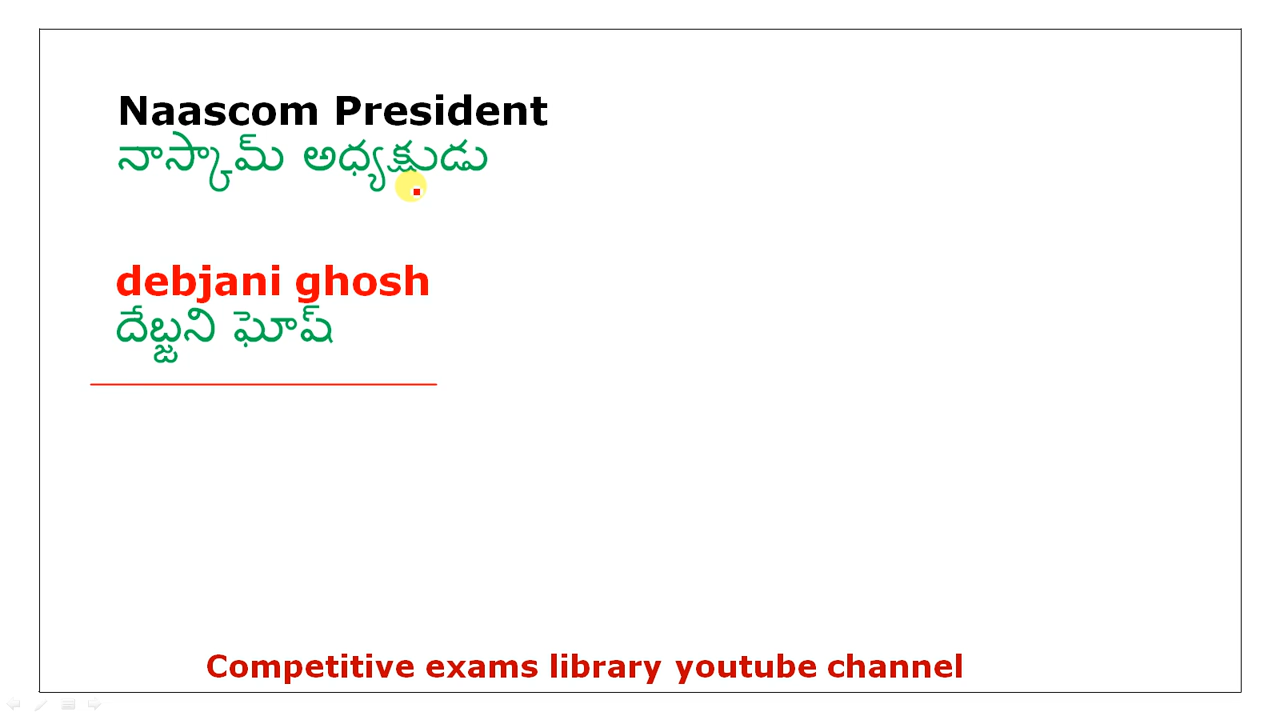 Naascom President
నాస్కామ్ అధ్యక్షుడు
debjani ghosh
దేబ్జని ఘోష్
Competitive exams library youtube channel